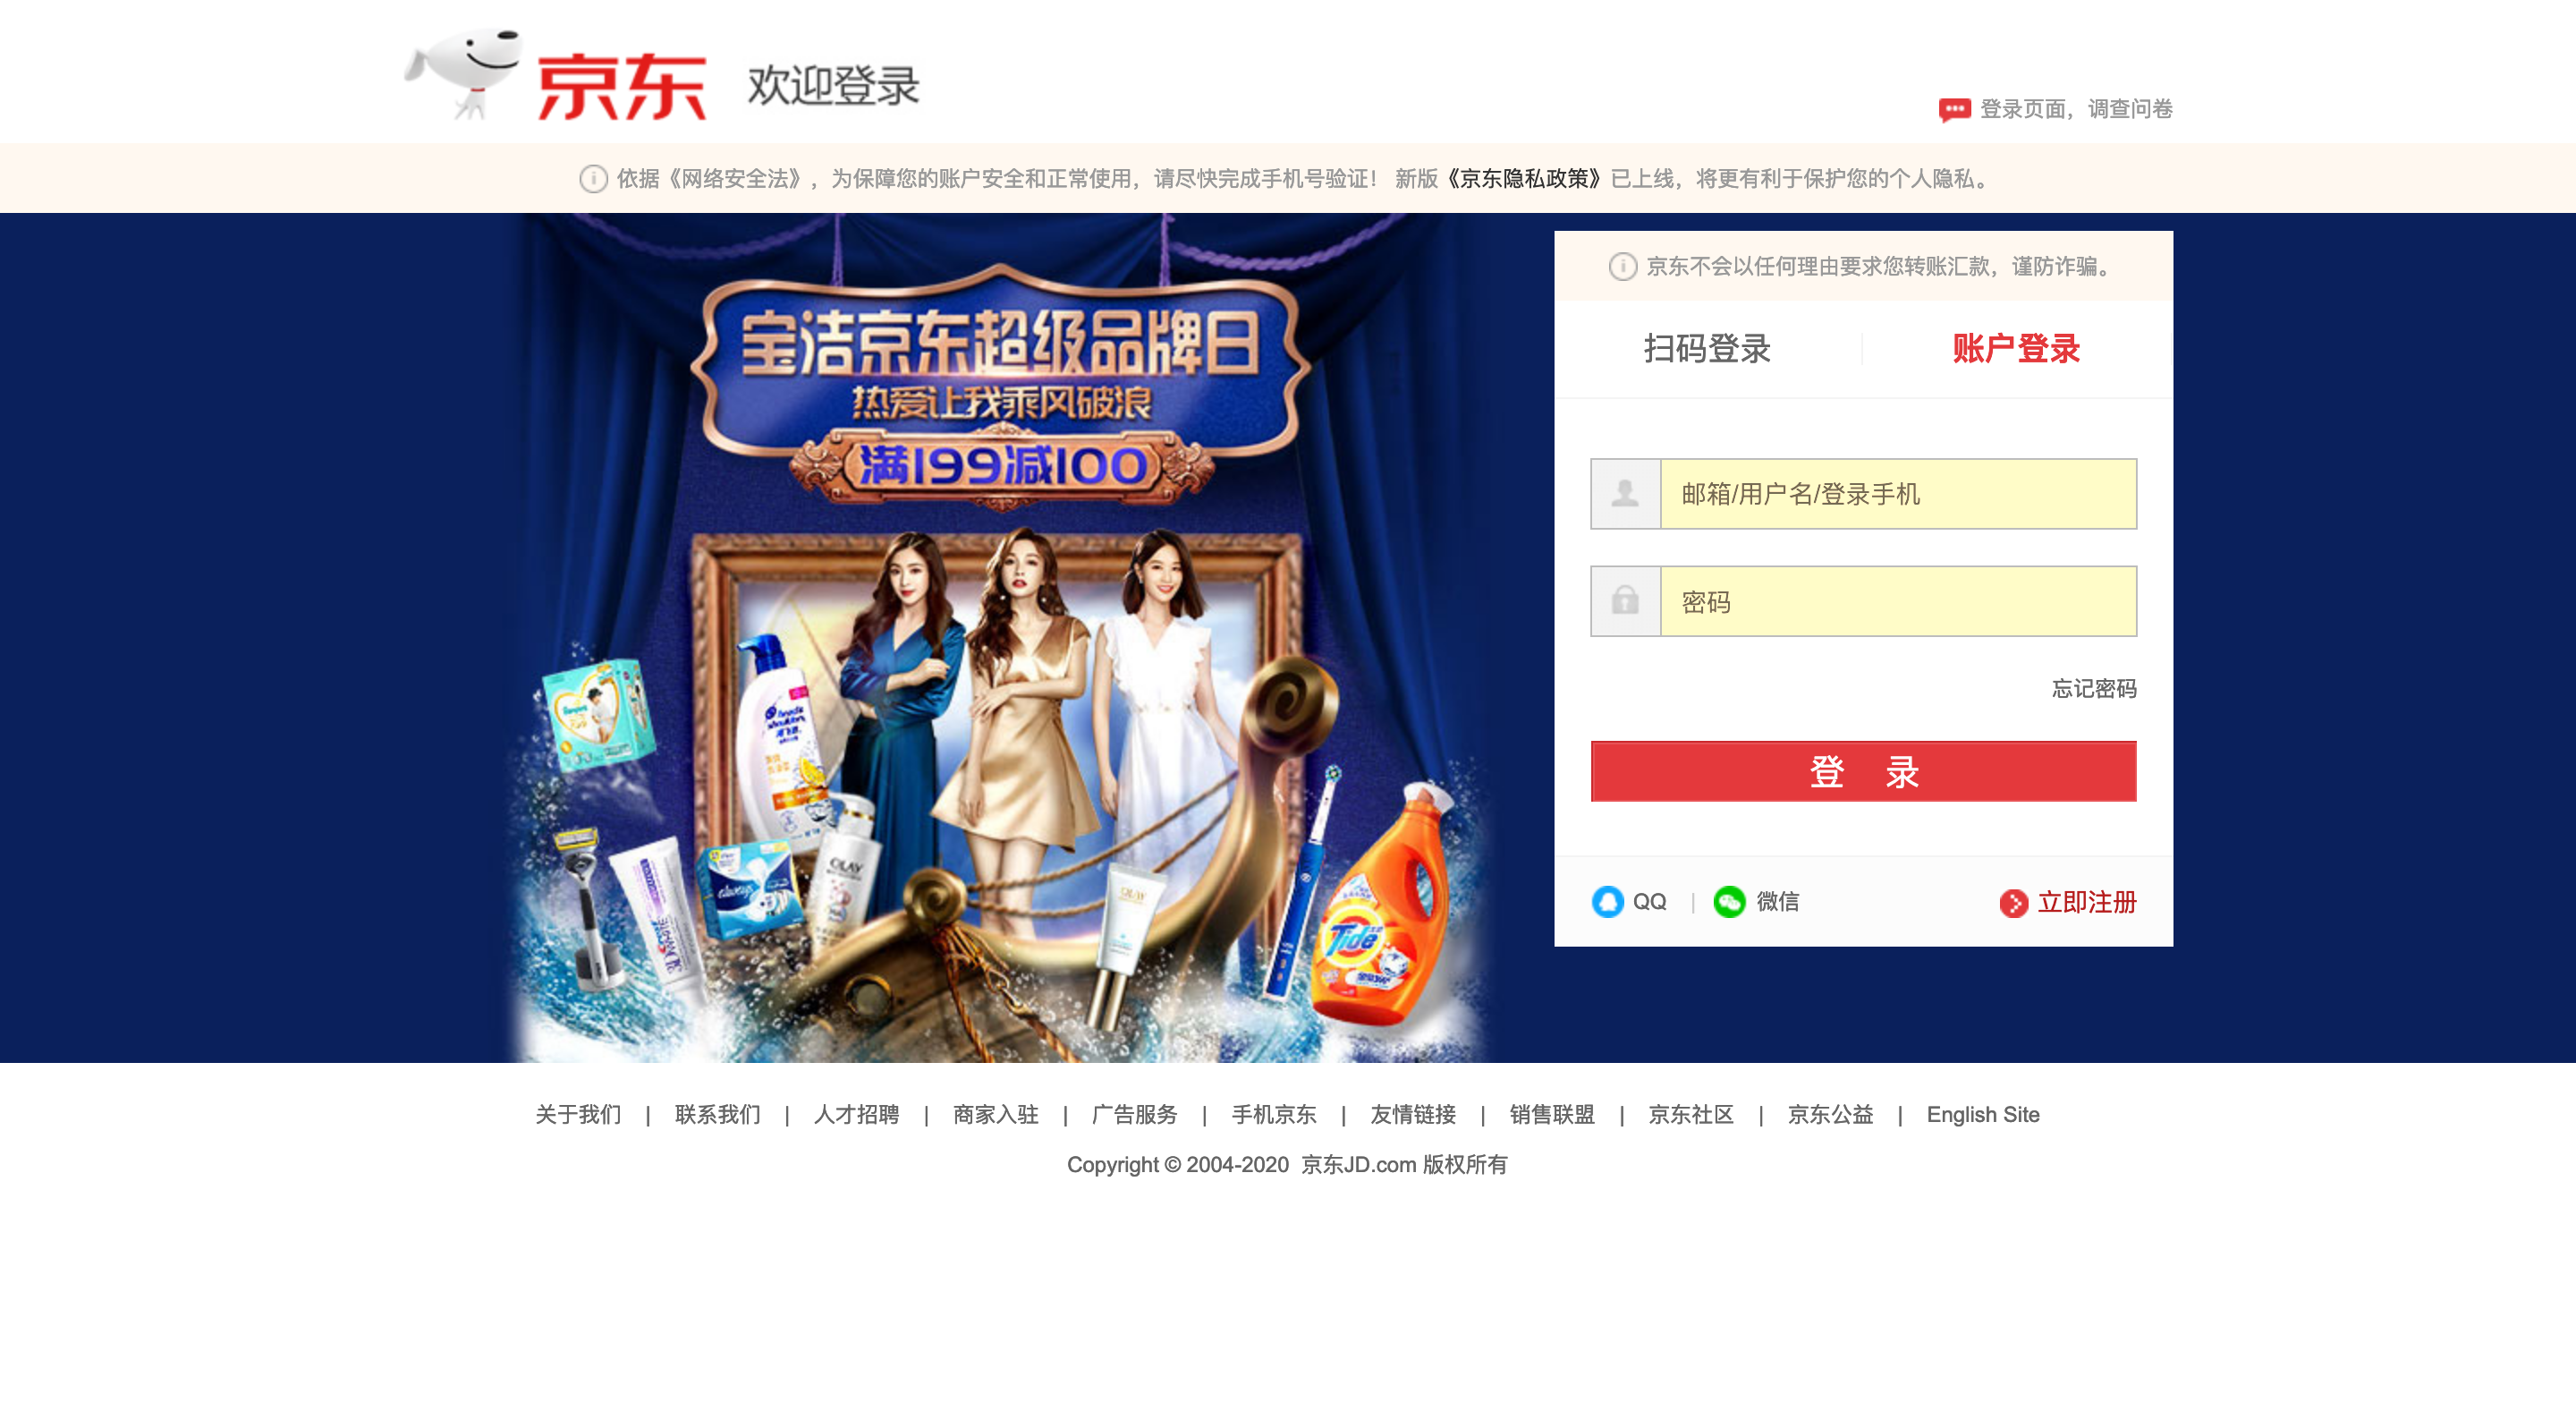 京东 欢迎登录
登录页面，调查问卷
依据《网络安全法》，为保障您的账户安全和正常使用，请尽快完成手机号验证！ 新版《京东隐私政策》已上线，将更有利于保护您的个人隐私。
宝洁京东超级品牌日
热爱让我乘风破浪
满199减100
Pampers
head& shoulders
always
OLAY
OLAY
Tide
京东不会以任何理由要求您转账汇款，谨防诈骗。
扫码登录 账户登录
邮箱/用户名/登录手机
密码
忘记密码
登 录
QQ | 微信 立即注册
关于我们 | 联系我们 | 人才招聘 | 商家入驻 | 广告服务 | 手机京东 | 友情链接 | 销售联盟 | 京东社区 | 京东公益 | English Site
Copyright © 2004-2020 京东JD.com 版权所有